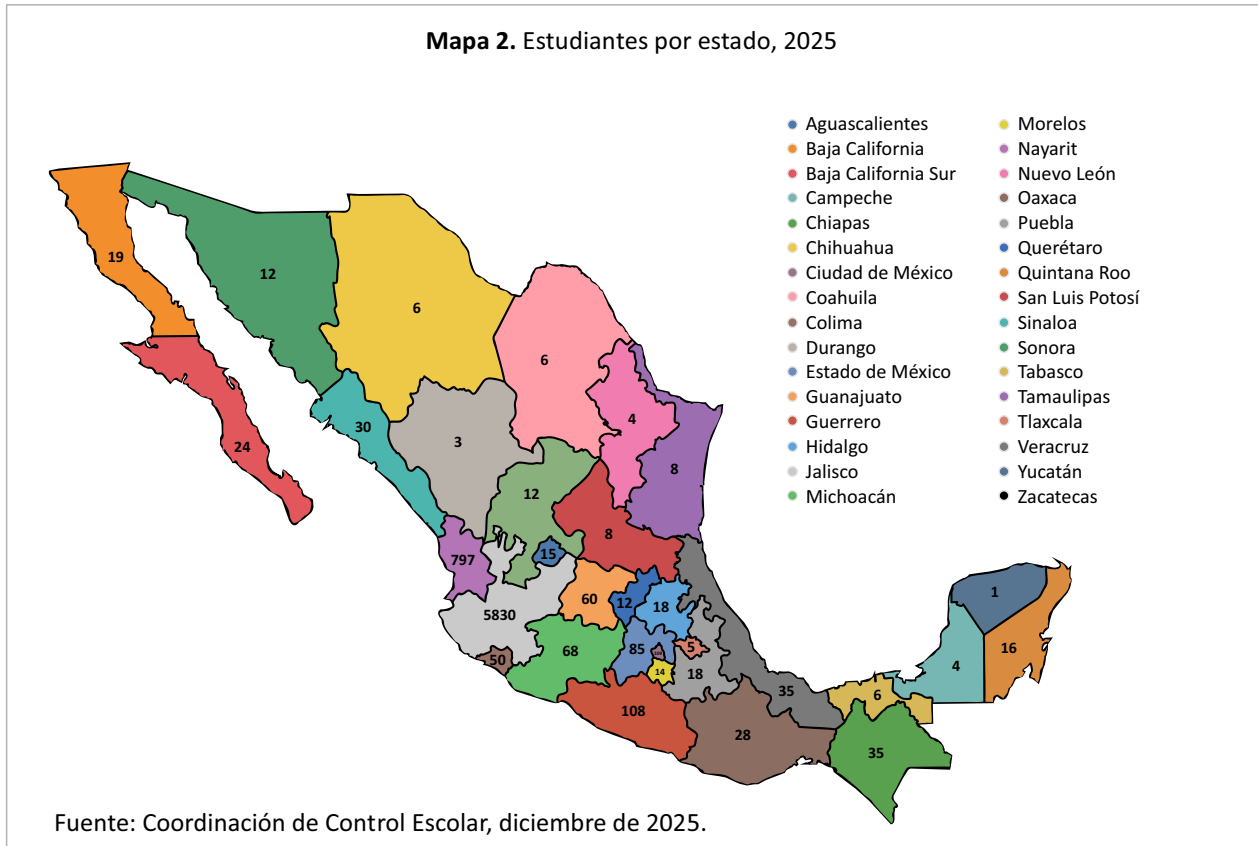 Mapa 2. Estudiantes por estado, 2025
Aguascalientes
Baja California
Baja California Sur
Campeche
Chiapas
Chihuahua
Ciudad de México
Coahuila
Colima
Durango
Estado de México
Guanajuato
Guerrero
Hidalgo
Jalisco
Michoacán
Morelos
Nayarit
Nuevo León
Oaxaca
Puebla
Querétaro
Quintana Roo
San Luis Potosí
Sinaloa
Sonora
Tabasco
Tamaulipas
Tlaxcala
Veracruz
Yucatán
Zacatecas
19
12
6
6
24
30
3
4
8
12
8
797
15
5830
60
12
18
50
68
85
5
14
18
108
28
35
6
35
4
1
16
Fuente: Coordinación de Control Escolar, diciembre de 2025.